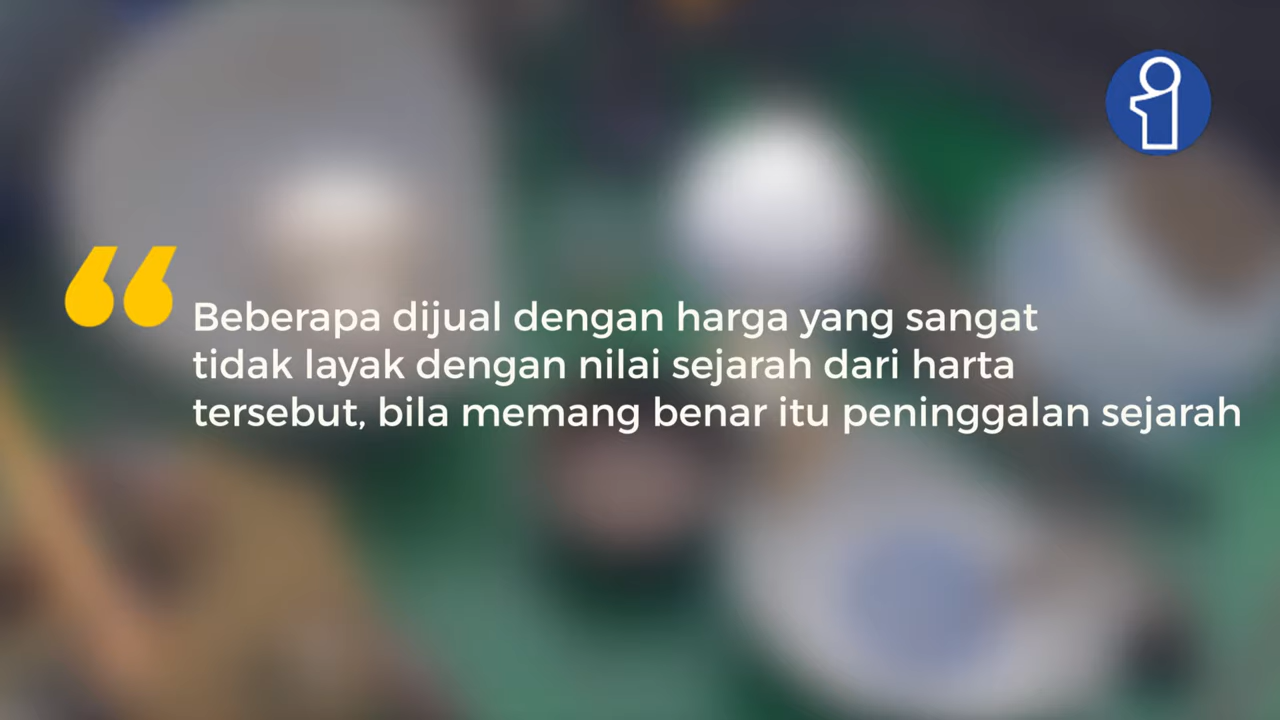 “
Beberapa dijual dengan harga yang sangat
tidak layak dengan nilai sejarah dari harta
tersebut, bila memang benar itu peninggalan sejarah